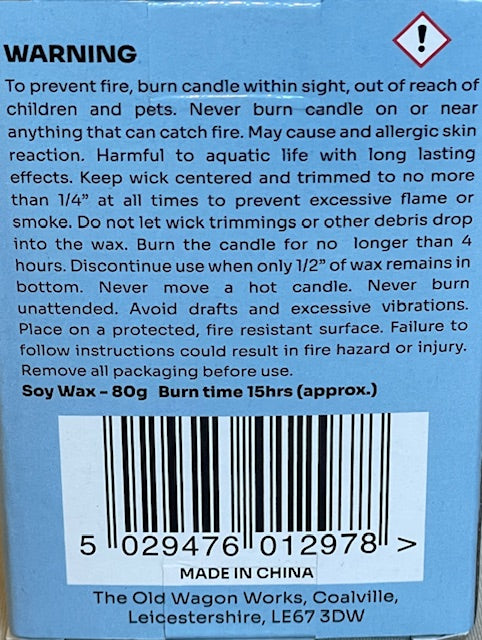 WARNING
To prevent fire, burn candle within sight, out of reach of
children and pets. Never burn candle on or near
anything that can catch fire. May cause and allergic skin
reaction. Harmful to aquatic life with long lasting
effects. Keep wick centered and trimmed to no more
than 1/4” at all times to prevent excessive flame or
smoke. Do not let wick trimmings or other debris drop
into the wax. Burn the candle for no longer than 4
hours. Discontinue use when only 1/2” of wax remains in
bottom. Never move a hot candle. Never burn
unattended. Avoid drafts and excessive vibrations.
Place on a protected, fire resistant surface. Failure to
follow instructions could result in fire hazard or injury.
Remove all packaging before use.
Soy Wax – 80g Burn time 15hrs (approx.)
5 029476 012978 >
MADE IN CHINA
The Old Wagon Works, Coalville,
Leicestershire, LE67 3DW